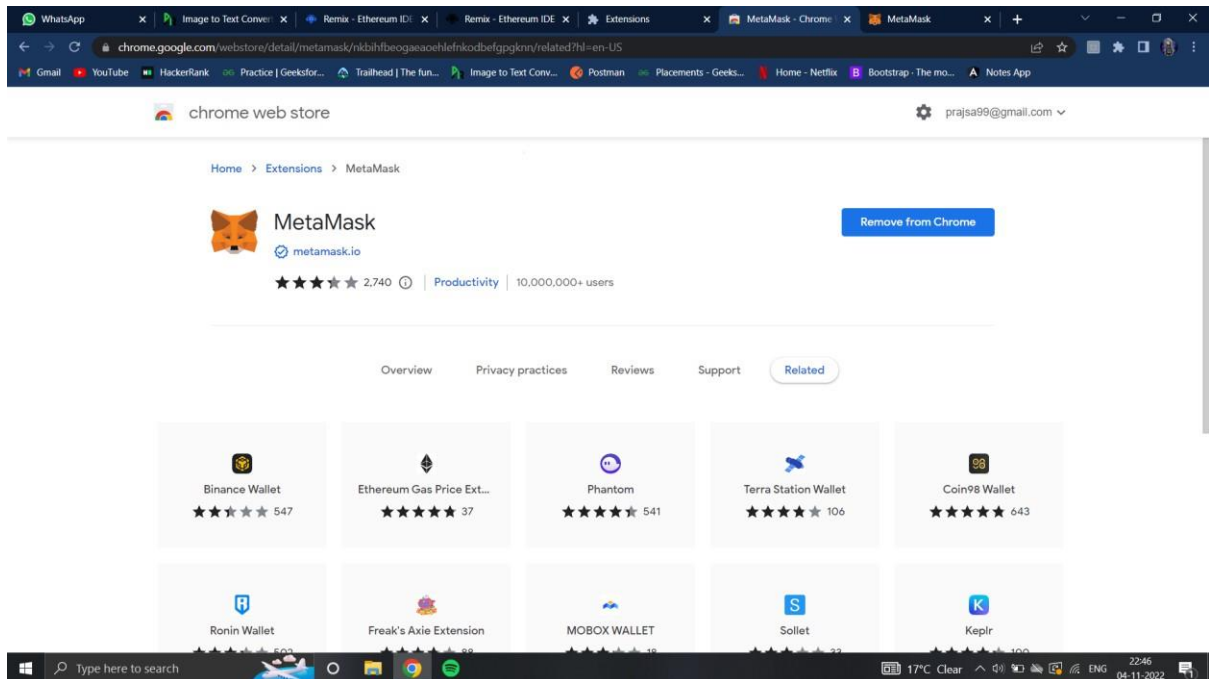 WhatsApp Image to Text Conver Remix - Ethereum IDE Remix - Ethereum IDE Extensions MetaMask - Chrome MetaMask
chrome.google.com/webstore/detail/metamask/nkbihfbeogaeaoehlefnkodbefgpgknn/related?hl=en-US
Gmail YouTube HackerRank Practice | Geeksfor... Trailhead | The fun... Image to Text Conv... Postman Placements - Geeks... Home - Netflix Bootstrap · The mo... Notes App
chrome web store prajsa99@gmail.com
Home > Extensions > MetaMask
MetaMask
Remove from Chrome
metamask.io
2,740 Productivity 10,000,000+ users
Overview Privacy practices Reviews Support Related
Binance Wallet Ethereum Gas Price Ext... Phantom Terra Station Wallet Coin98 Wallet
547 37 541 106 643
Ronin Wallet Freak's Axie Extension MOBOX WALLET Sollet Keplr
Type here to search 17°C Clear ENG 22:46
04-11-2022